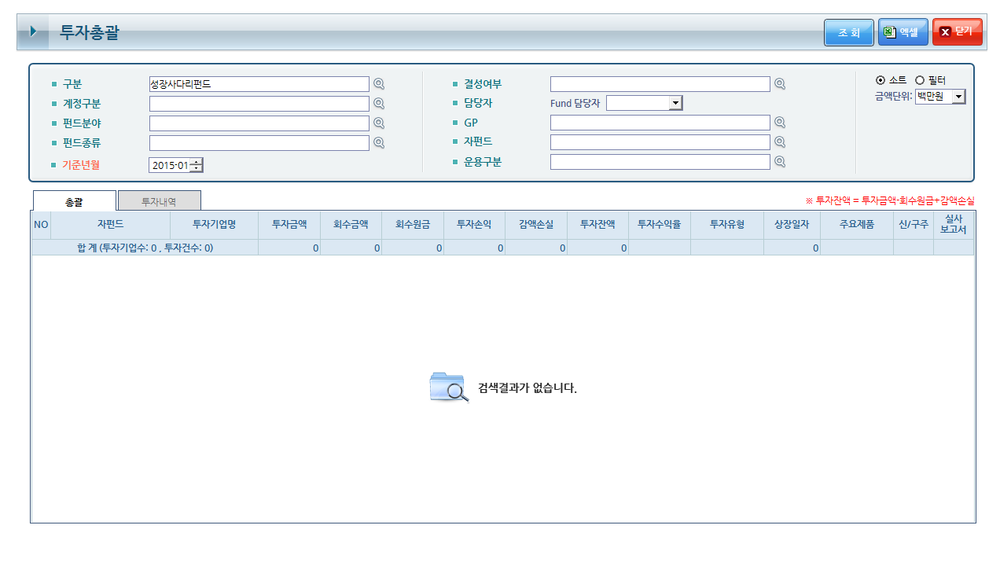 투자총괄 조 회 엑셀 닫기
구분 성장사다리펀드 결성여부 소트 필터
계정구분 담당자 Fund 담당자 금액단위: 백만원
펀드분야 GP
펀드종류 자펀드
기준년월 2015-01 운용구분
총괄 투자내역 ※ 투자잔액 = 투자금액-회수원금+감액손실
NO 자펀드 투자기업명 투자금액 회수금액 회수원금 투자손익 감액손실 투자잔액 투자수익율 투자유형 상장일자 주요제품 신/구주 실사
보고서
합 계 (투자기업수: 0 , 투자건수: 0) 0 0 0 0 0 0 0
검색결과가 없습니다.